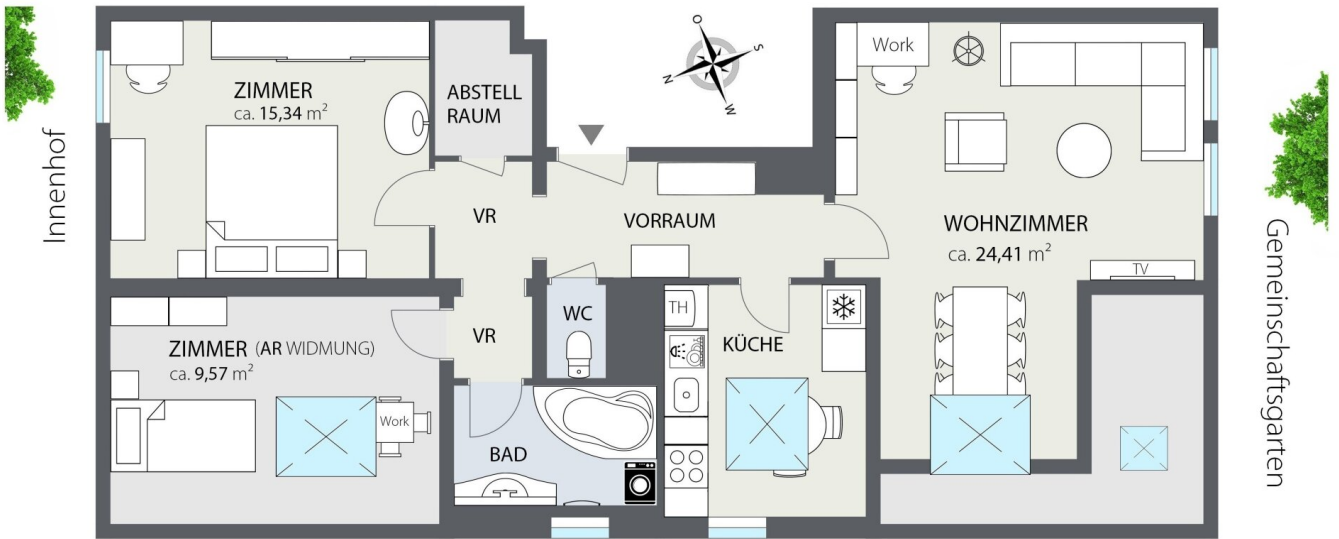 Innenhof
ZIMMER
ca. 15,34 m²
ABSTELL
RAUM
O
S
N
W
Work
VR
VORRAUM
WOHNZIMMER
ca. 24,41 m²
TV
Gemeinschaftsgarten
ZIMMER (AR WIDMUNG)
ca. 9,57 m²
Work
VR
WC
TH
KÜCHE
BAD